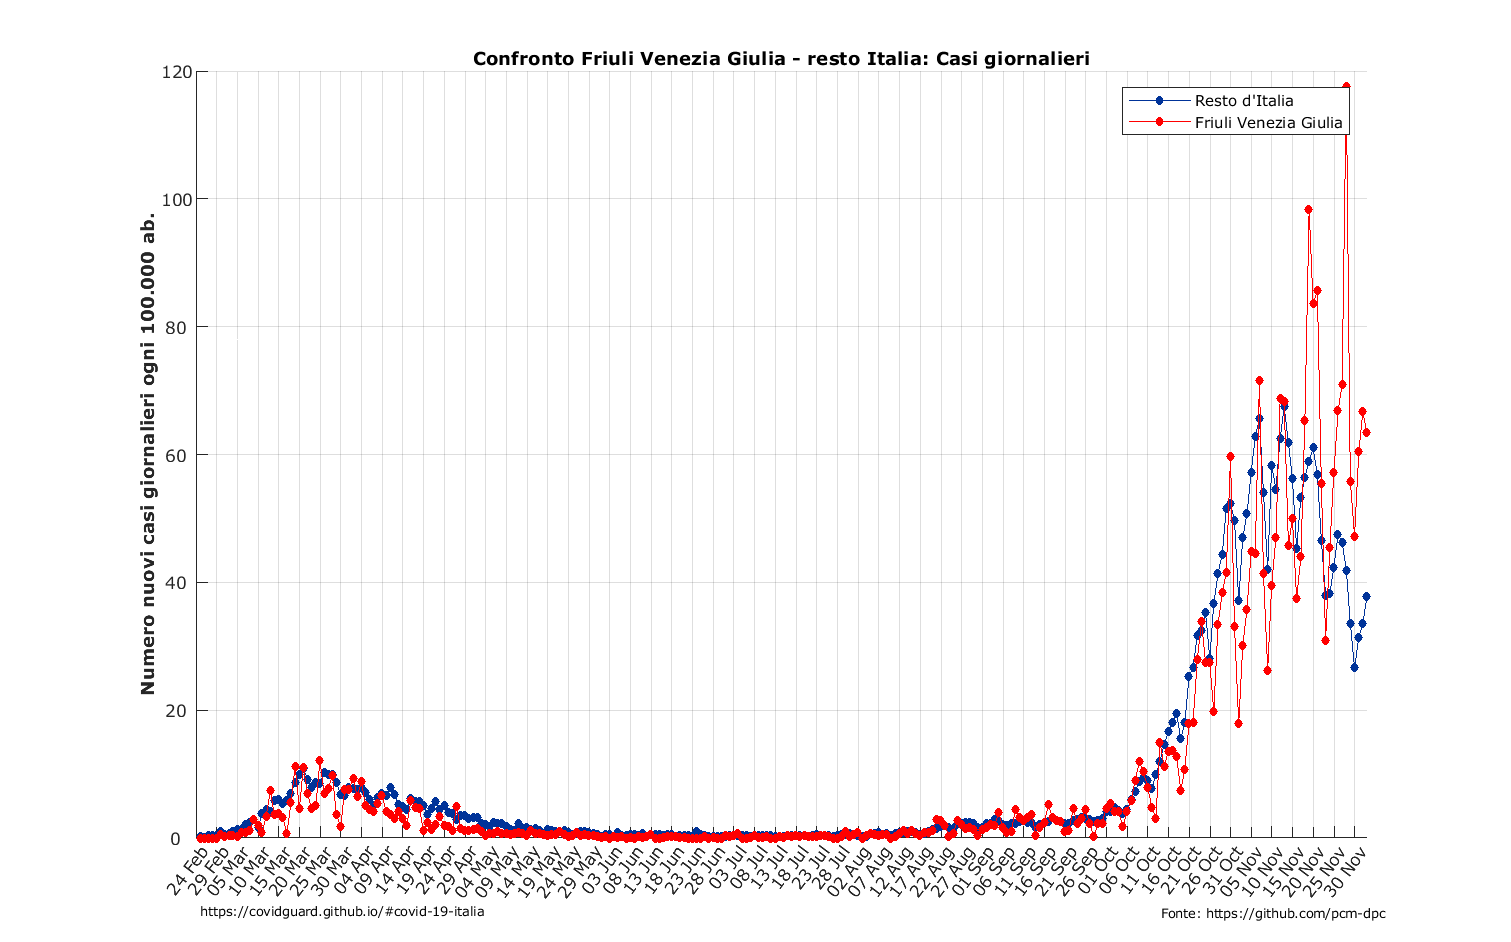 Confronto Friuli Venezia Giulia - resto Italia: Casi giornalieri
Resto d'Italia
Friuli Venezia Giulia
Numero nuovi casi giornalieri ogni 100.000 ab.
120
100
80
60
40
20
0
24 Feb
29 Feb
05 Mar
10 Mar
15 Mar
20 Mar
25 Mar
30 Mar
04 Apr
09 Apr
14 Apr
19 Apr
24 Apr
29 Apr
04 May
09 May
14 May
19 May
24 May
29 May
03 Jun
08 Jun
13 Jun
18 Jun
23 Jun
28 Jun
03 Jul
08 Jul
13 Jul
18 Jul
23 Jul
28 Jul
02 Aug
07 Aug
12 Aug
17 Aug
22 Aug
27 Aug
01 Sep
06 Sep
11 Sep
16 Sep
21 Sep
26 Sep
01 Oct
06 Oct
11 Oct
16 Oct
21 Oct
26 Oct
31 Oct
05 Nov
10 Nov
15 Nov
20 Nov
25 Nov
30 Nov
https://covidguard.github.io/#covid-19-italia
Fonte: https://github.com/pcm-dpc